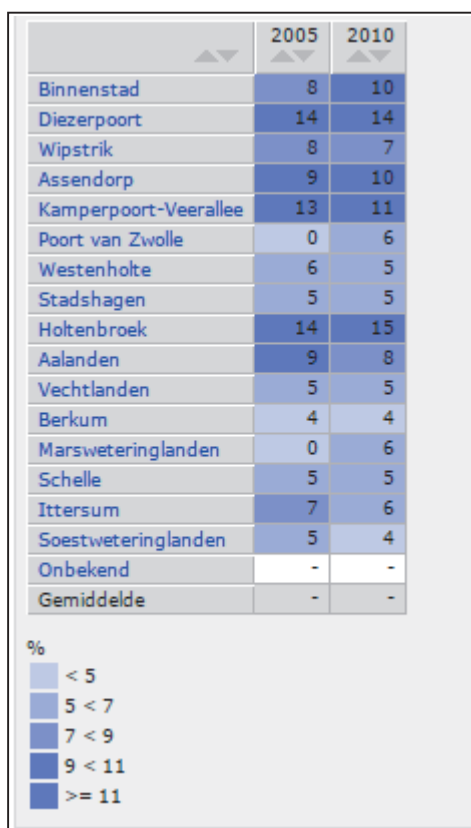 2005 2010
Binnenstad 8 10
Diezerpoort 14 14
Wipstrik 8 7
Assendorp 9 10
Kamperpoort-Veerallee 13 11
Poort van Zwolle 0 6
Westenholte 6 5
Stadshagen 5 5
Holtenbroek 14 15
Aalanden 9 8
Vechtlanden 5 5
Berkum 4 4
Marsweteringlanden 0 6
Schelle 5 5
Ittersum 7 6
Soestweteringlanden 5 4
Onbekend - -
Gemiddelde - -
%
< 5
5 < 7
7 < 9
9 < 11
>= 11